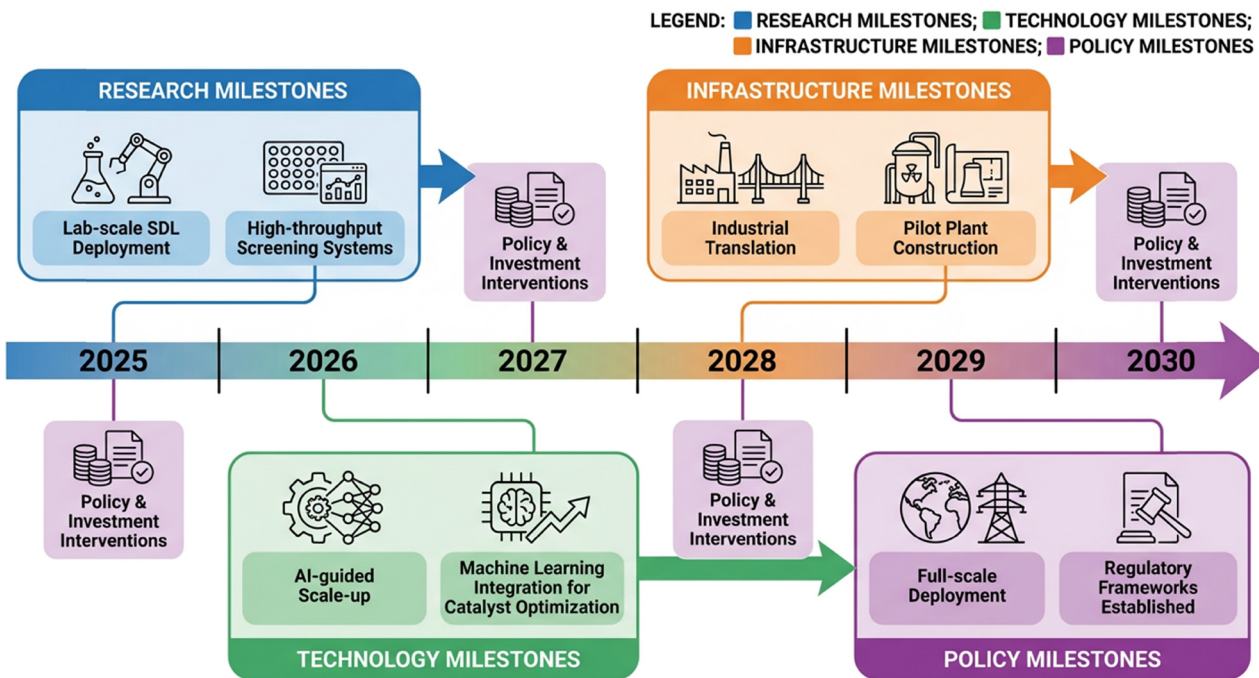 LEGEND: RESEARCH MILESTONES; TECHNOLOGY MILESTONES;
INFRASTRUCTURE MILESTONES; POLICY MILESTONES
RESEARCH MILESTONES
Lab-scale SDL
Deployment
High-throughput
Screening Systems
Policy &
Investment
Interventions
INFRASTRUCTURE MILESTONES
Industrial
Translation
Pilot Plant
Construction
Policy &
Investment
Interventions
2025 2026 2027 2028 2029 2030
Policy &
Investment
Interventions
AI-guided
Scale-up
Machine Learning
Integration for
Catalyst Optimization
TECHNOLOGY MILESTONES
Policy &
Investment
Interventions
Full-scale
Deployment
Regulatory
Frameworks
Established
POLICY MILESTONES